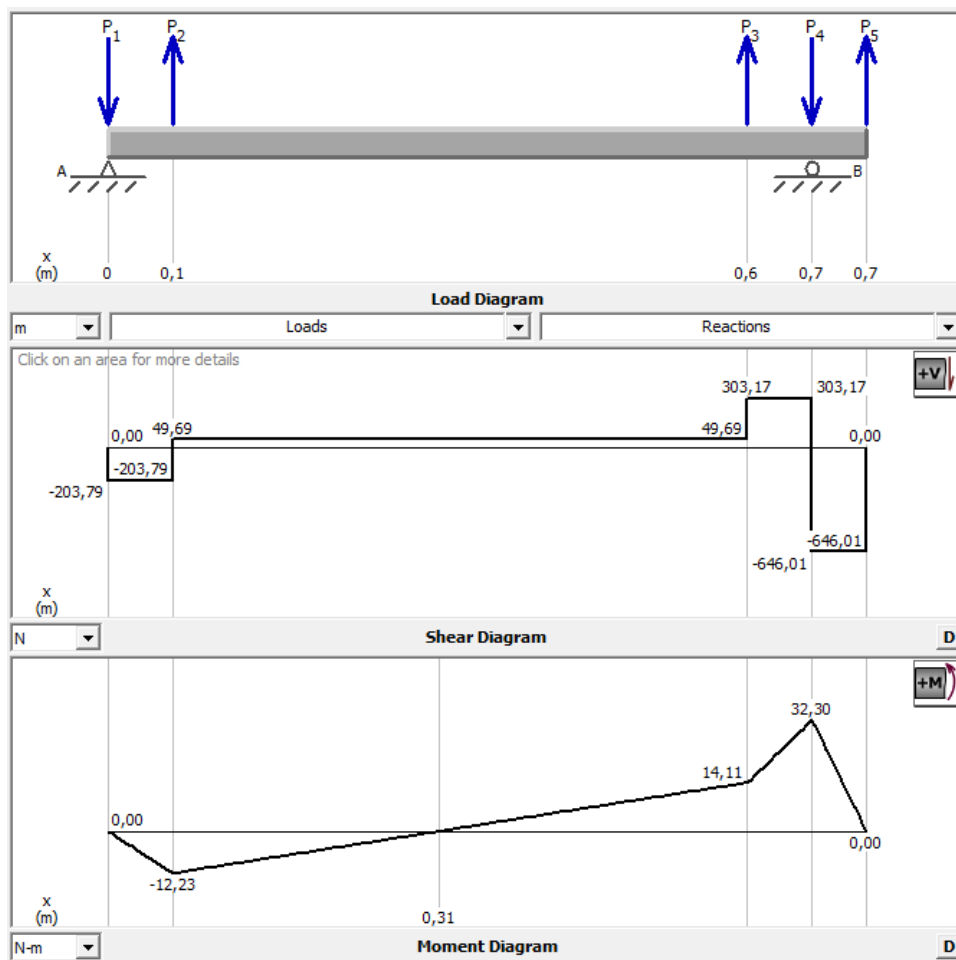 P1 P2 P3 P4 P5
A B
x
(m) 0 0,1 0,6 0,7 0,7
Load Diagram
m Loads Reactions
Click on an area for more details
+V
303,17 303,17
0,00 49,69 49,69 0,00
-203,79
-203,79
-646,01
-646,01
x
(m)
N Shear Diagram D
+M
32,30
14,11
0,00
0,00
-12,23
x
(m) 0,31
N-m Moment Diagram D